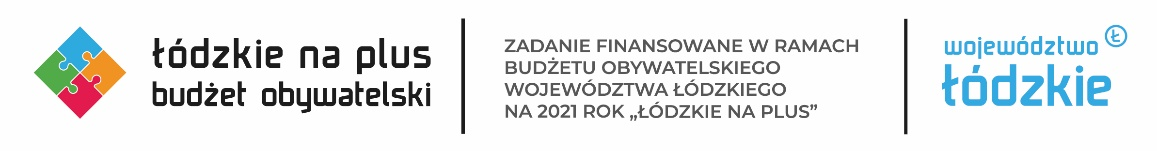 łódzkie na plus
budżet obywatelski
ZADANIE FINANSOWANE W RAMACH
BUDŻETU OBYWATELSKIEGO
WOJEWÓDZTWA ŁÓDZKIEGO
NA 2021 ROK „ŁÓDZKIE NA PLUS”
województwo Ł
łódzkie